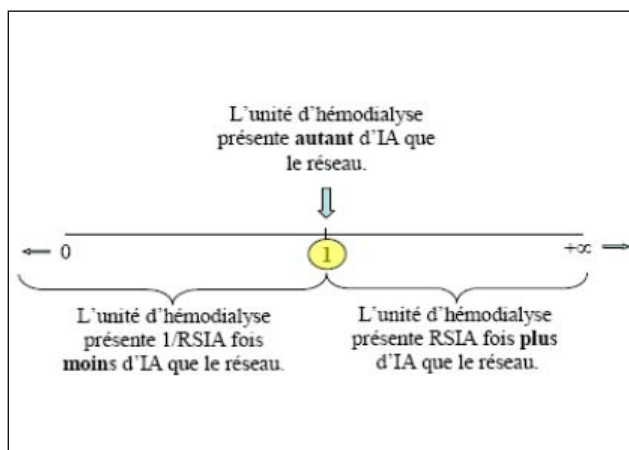 L'unité d'hémodialyse
présente autant d'IA que
le réseau.
0
1
+∞
L'unité d'hémodialyse
présente 1/RSIA fois
moins d'IA que le réseau.
L'unité d'hémodialyse
présente RSIA fois plus
d'IA que le réseau.